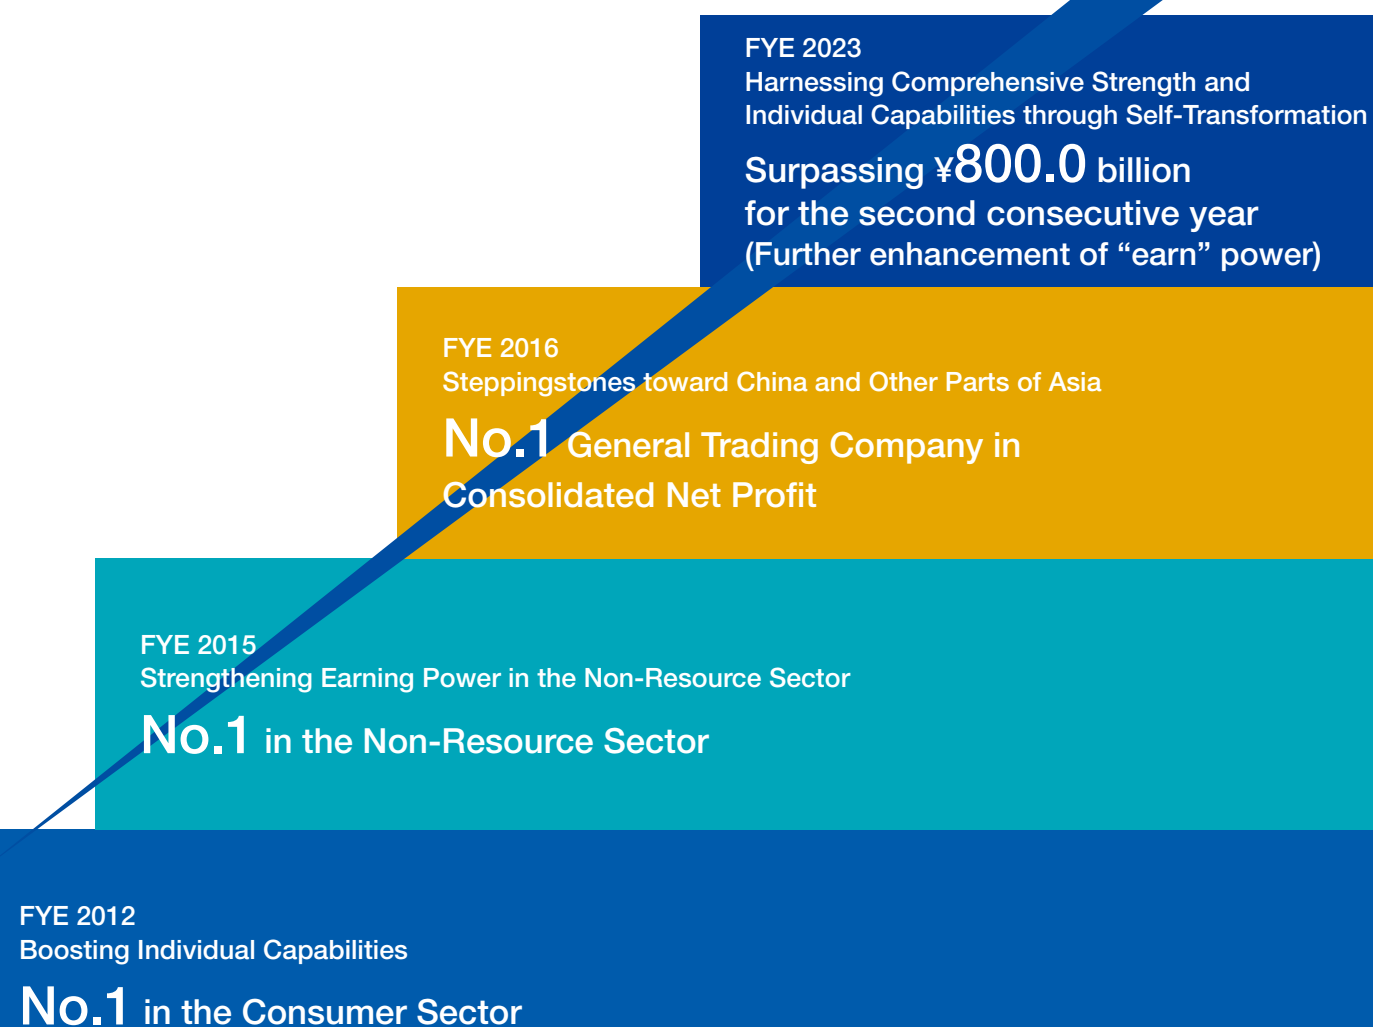 FYE 2023
Harnessing Comprehensive Strength and
Individual Capabilities through Self-Transformation
Surpassing ¥800.0 billion
for the second consecutive year
(Further enhancement of “earn” power)
FYE 2016
Steppingstones toward China and Other Parts of Asia
No.1 General Trading Company in
Consolidated Net Profit
FYE 2015
Strengthening Earning Power in the Non-Resource Sector
No.1 in the Non-Resource Sector
FYE 2012
Boosting Individual Capabilities
No.1 in the Consumer Sector